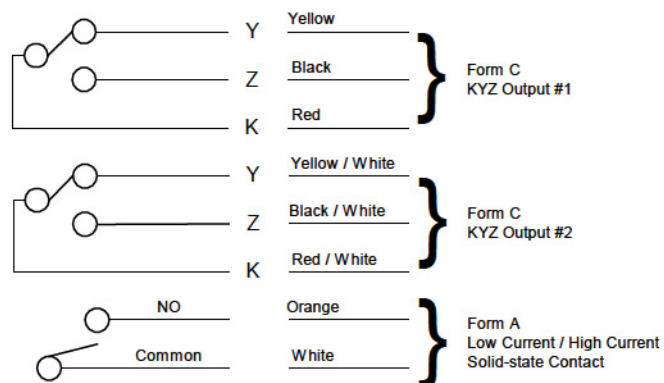 Y Yellow
Z Black
K Red
Form C
KYZ Output #1
Y Yellow / White
Z Black / White
K Red / White
Form C
KYZ Output #2
NO Orange
Common White
Form A
Low Current / High Current
Solid-state Contact